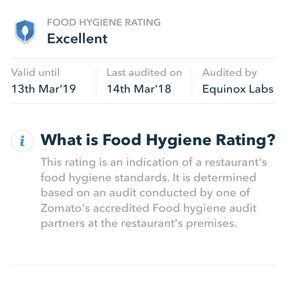 FOOD HYGIENE RATING
Excellent
Valid until Last audited on Audited by
13th Mar'19 14th Mar'18 Equinox Labs
What is Food Hygiene Rating?
This rating is an indication of a restaurant's
food hygiene standards. It is determined
based on an audit conducted by one of
Zomato's accredited Food hygiene audit
partners at the restaurant's premises.